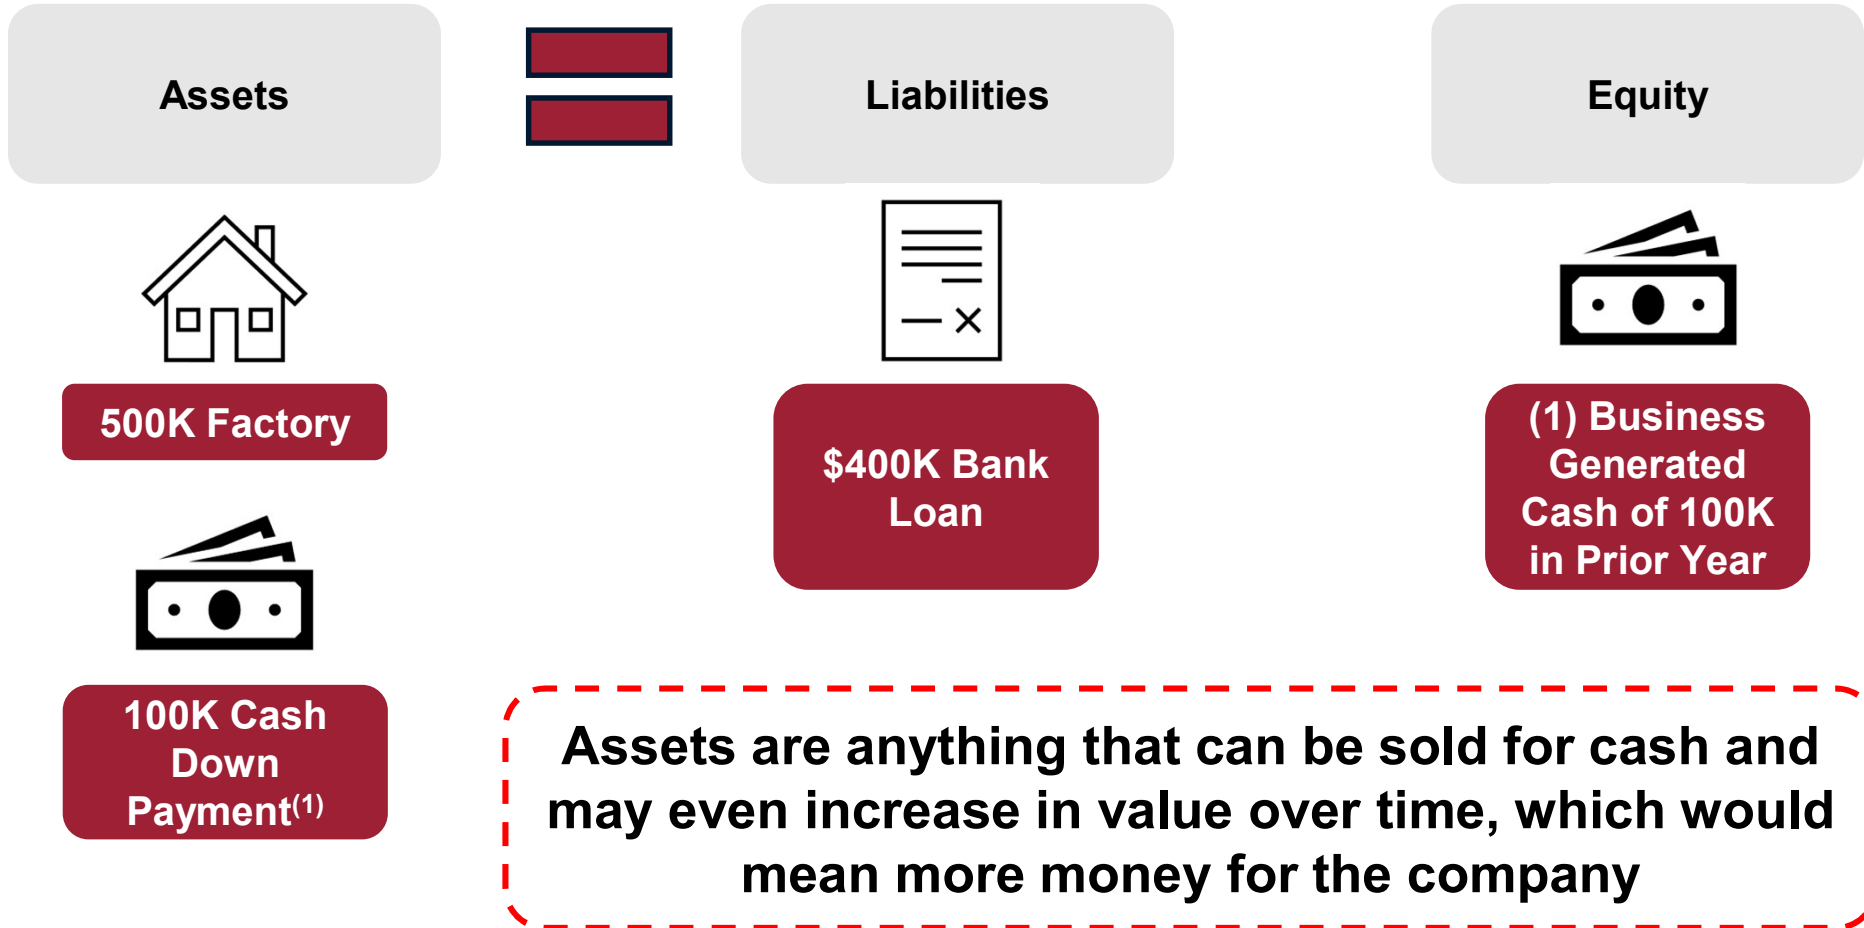 Assets
Liabilities
Equity
500K Factory
$400K Bank
Loan
(1) Business
Generated
Cash of 100K
in Prior Year
100K Cash
Down
Payment(1)
Assets are anything that can be sold for cash and
may even increase in value over time, which would
mean more money for the company